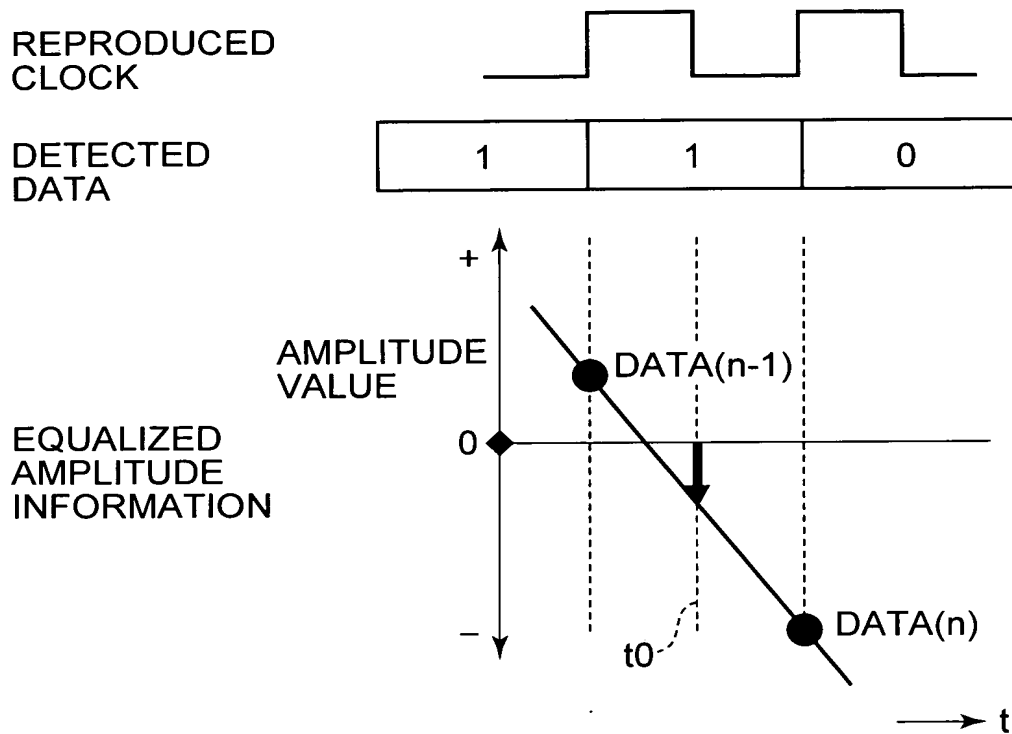 REPRODUCED
CLOCK
DETECTED
DATA
1 1 0
+
AMPLITUDE
VALUE
DATA(n-1)
0
EQUALIZED
AMPLITUDE
INFORMATION
−
t0
DATA(n)
t